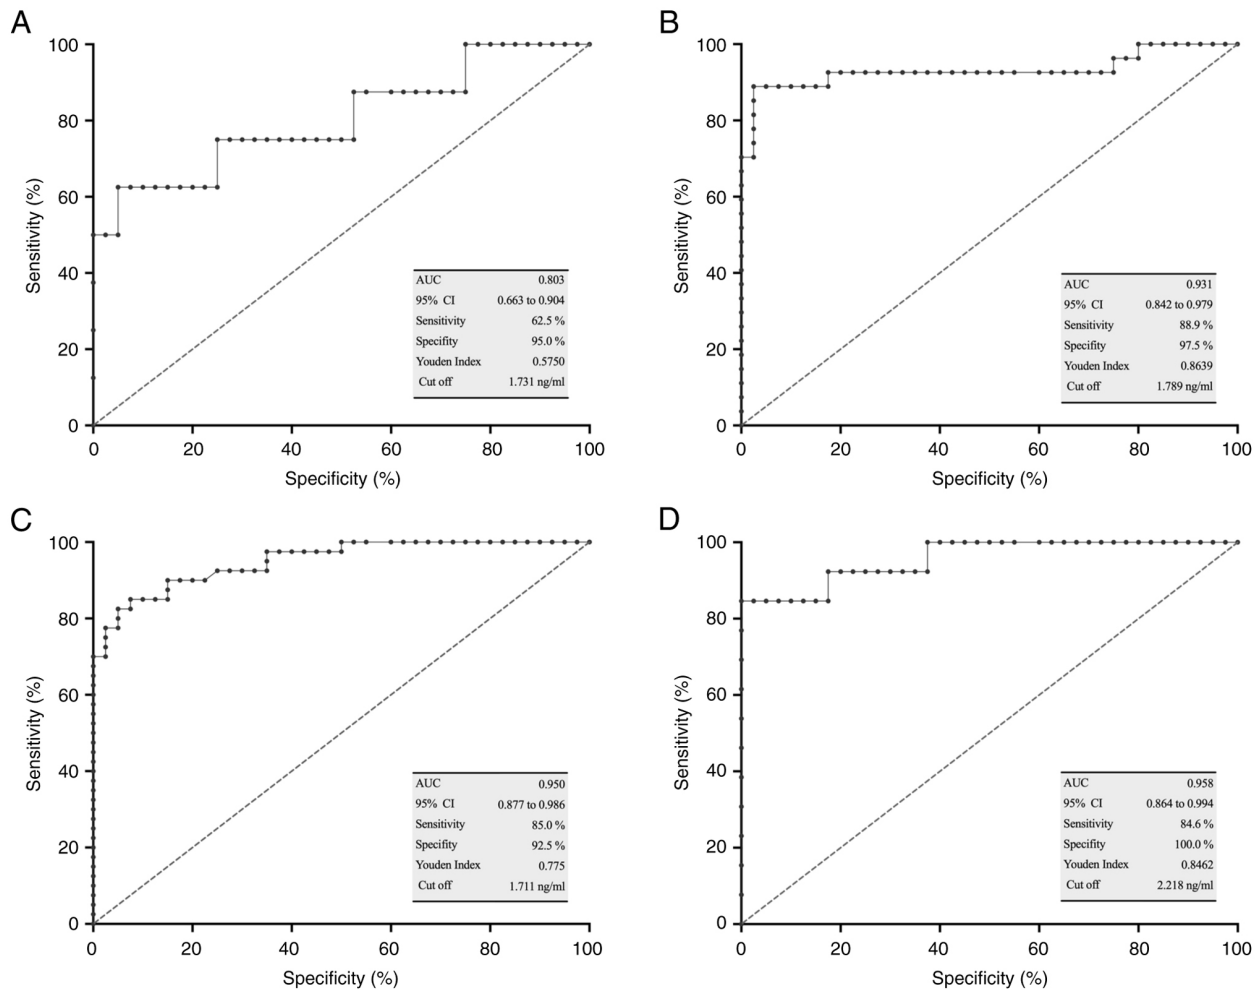 A
100
80
60
40
20
0
Sensitivity (%)
0 20 40 60 80 100
Specificity (%)
AUC 0.803
95% CI 0.663 to 0.904
Sensitivity 62.5 %
Specifity 95.0 %
Youden Index 0.5750
Cut off 1.731 ng/ml
B
100
80
60
40
20
0
Sensitivity (%)
0 20 40 60 80 100
Specificity (%)
AUC 0.931
95% CI 0.842 to 0.979
Sensitivity 88.9 %
Specifity 97.5 %
Youden Index 0.8639
Cut off 1.789 ng/ml
C
100
80
60
40
20
0
Sensitivity (%)
0 20 40 60 80 100
Specificity (%)
AUC 0.950
95% CI 0.877 to 0.986
Sensitivity 85.0 %
Specifity 92.5 %
Youden Index 0.775
Cut off 1.711 ng/ml
D
100
80
60
40
20
0
Sensitivity (%)
0 20 40 60 80 100
Specificity (%)
AUC 0.958
95% CI 0.864 to 0.994
Sensitivity 84.6 %
Specifity 100.0 %
Youden Index 0.8462
Cut off 2.218 ng/ml